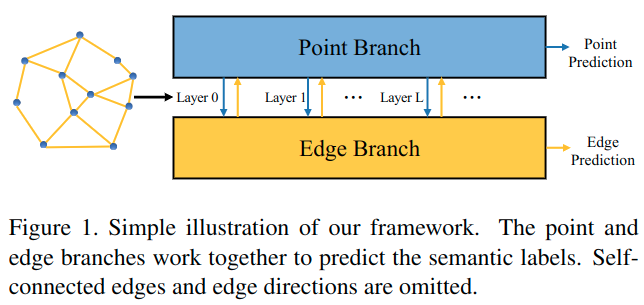 Point Branch
Point
Prediction
Layer 0
Layer 1
...
Layer L
...
Edge Branch
Edge
Prediction
Figure 1. Simple illustration of our framework. The point and
edge branches work together to predict the semantic labels. Self-
connected edges and edge directions are omitted.